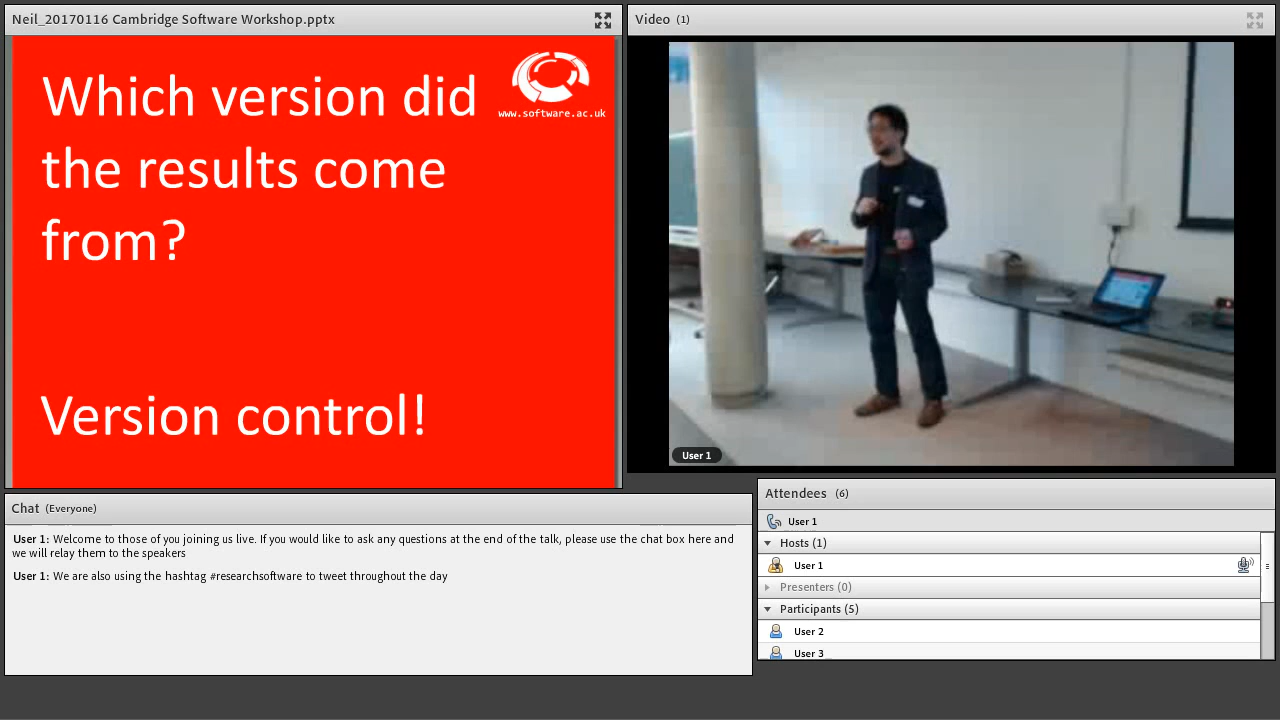 Neil_20170116 Cambridge Software Workshop.pptx
Which version did
the results come
from?
Version control!
www.software.ac.uk
Video (1)
User 1
Chat (Everyone)
User 1: Welcome to those of you joining us live. If you would like to ask any questions at the end of the talk, please use the chat box here and
we will relay them to the speakers
User 1: We are also using the hashtag #researchsoftware to tweet throughout the day
Attendees (6)
User 1
Hosts (1)
User 1
Presenters (0)
Participants (5)
User 2
User 3